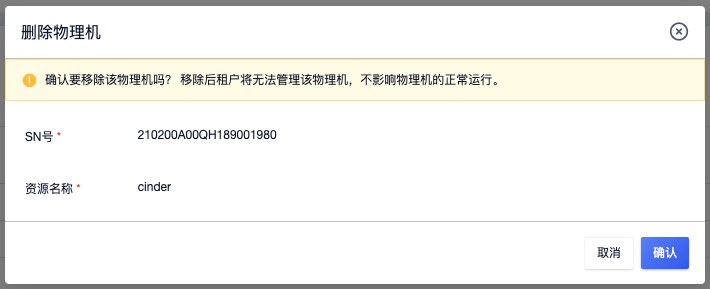 删除物理机
确认要移除该物理机吗？ 移除后租户将无法管理该物理机，不影响物理机的正常运行。
SN号 * 210200A00QH189001980
资源名称 * cinder
取消 确认